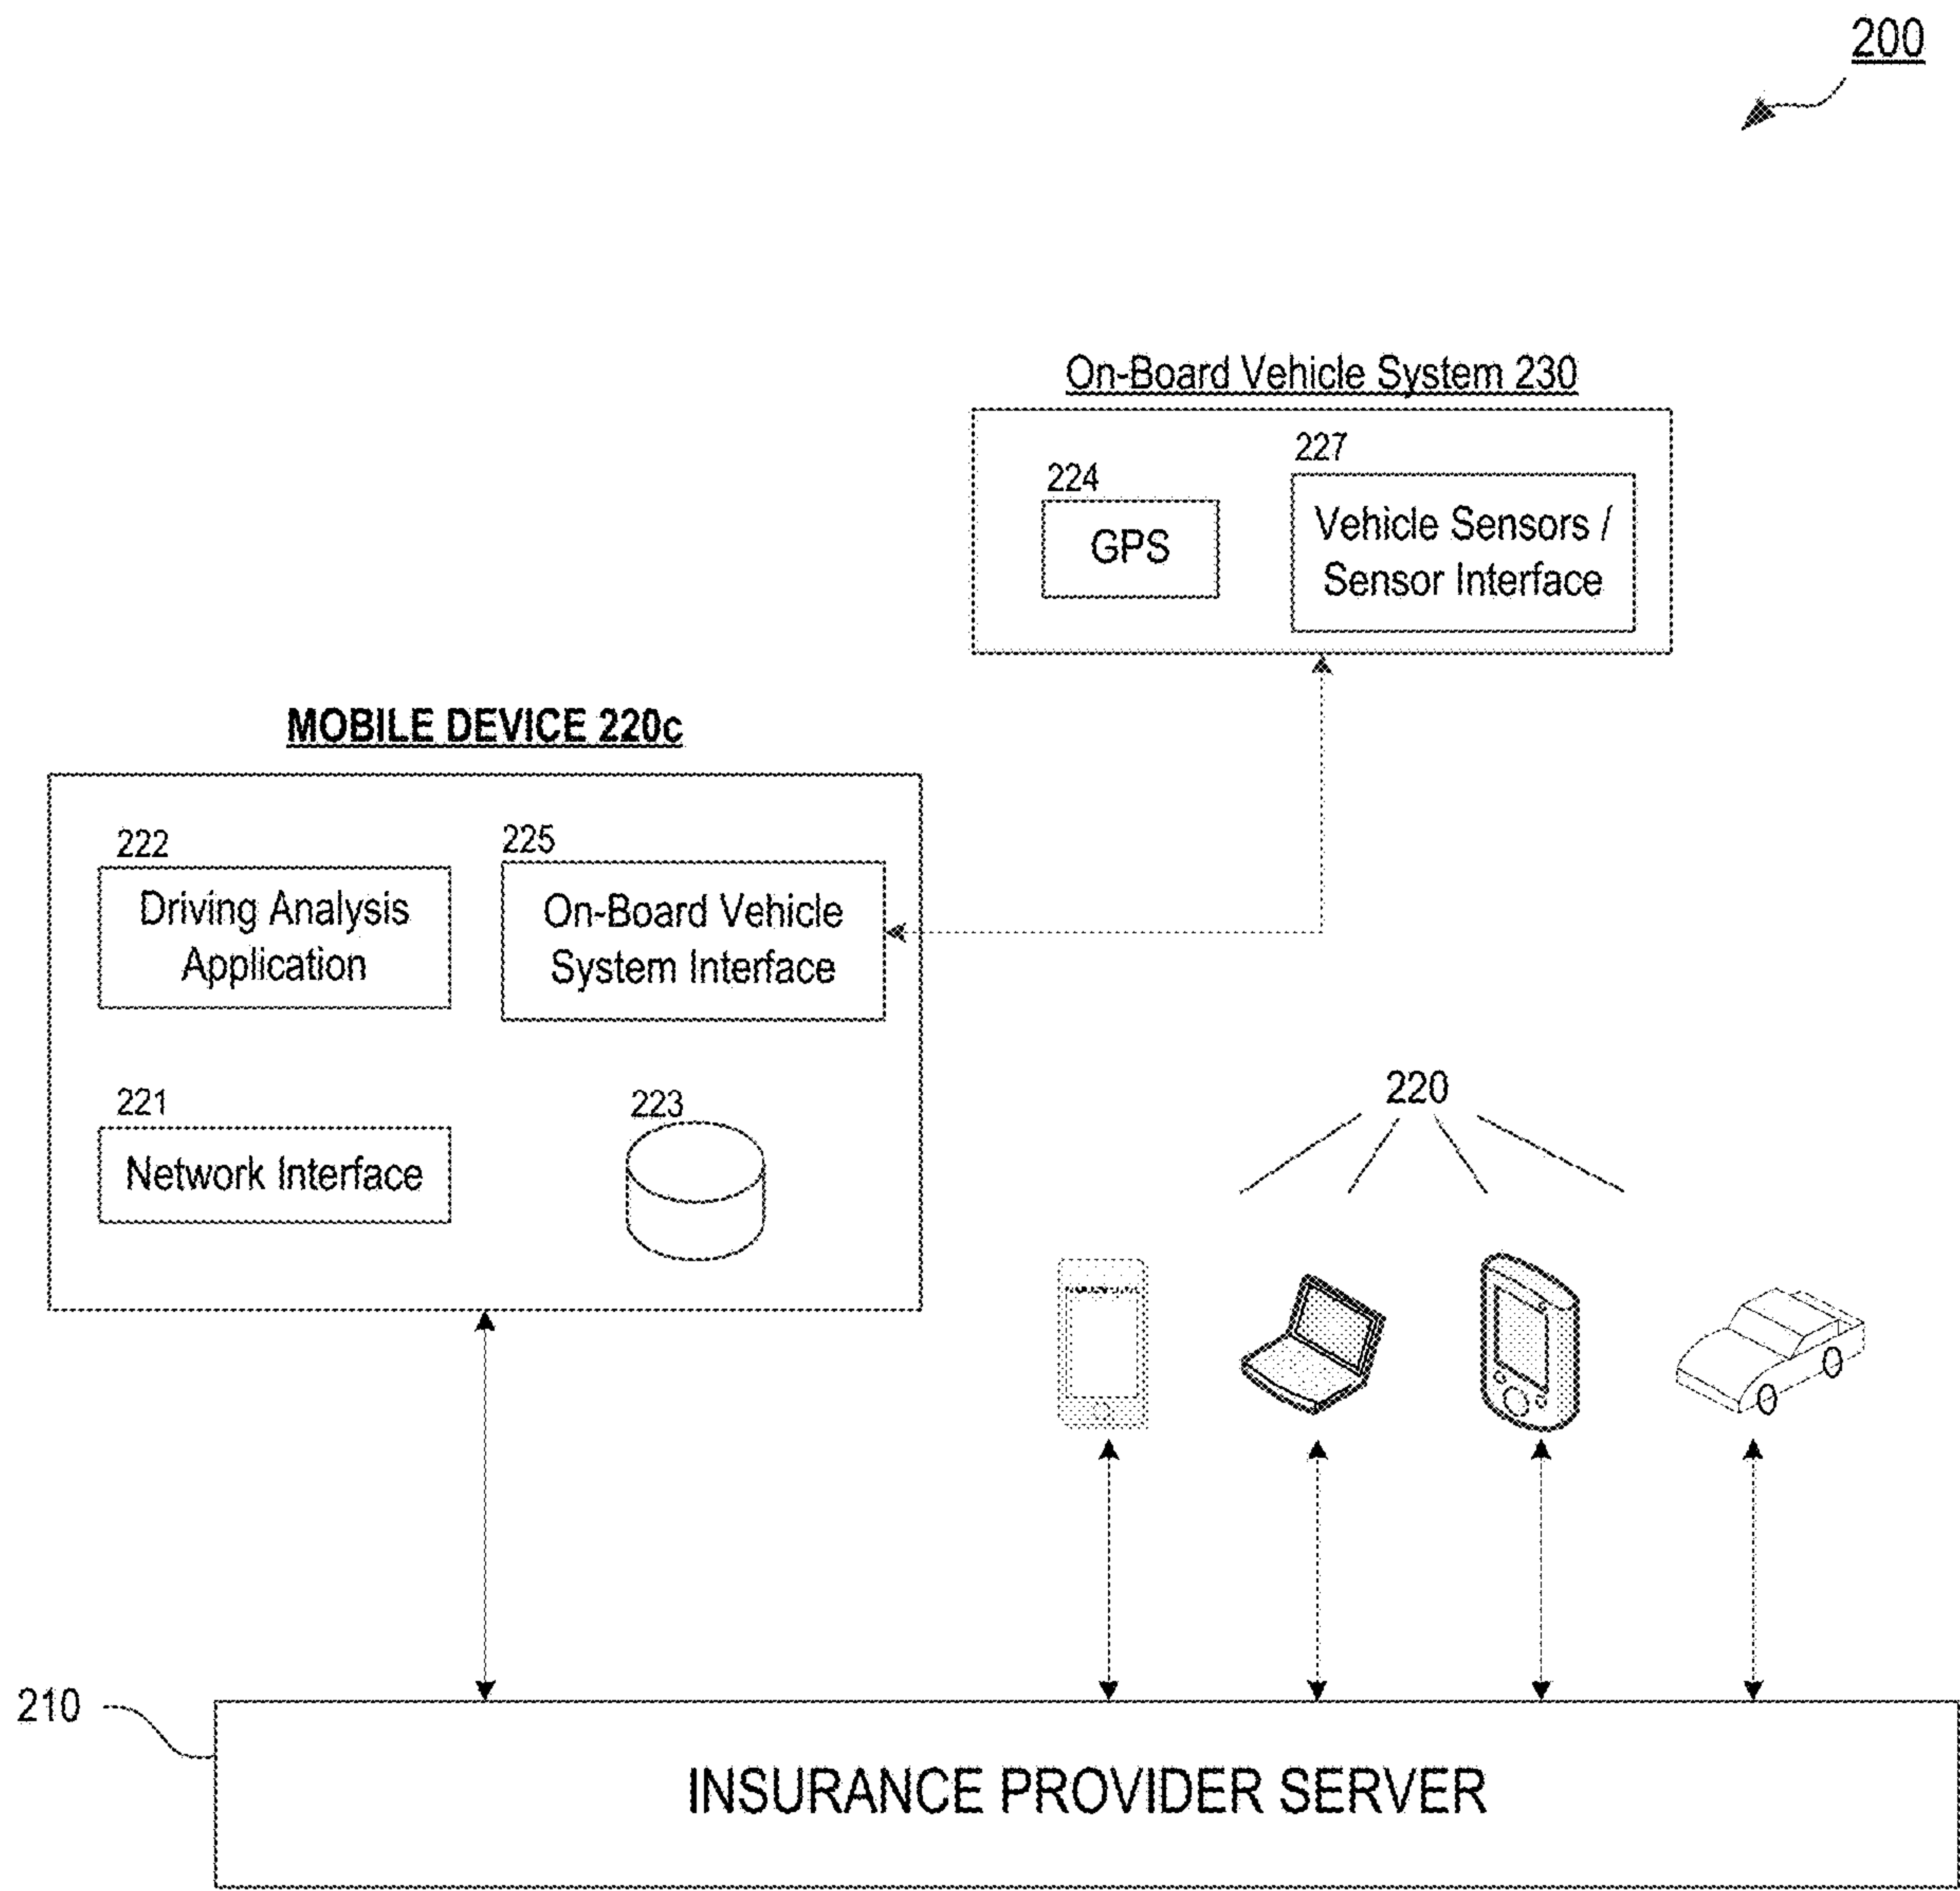 200
On-Board Vehicle System 230
224
GPS
227
Vehicle Sensors /
Sensor Interface
MOBILE DEVICE 220c
222
Driving Analysis
Application
225
On-Board Vehicle
System Interface
221
Network Interface
223
220
210
INSURANCE PROVIDER SERVER